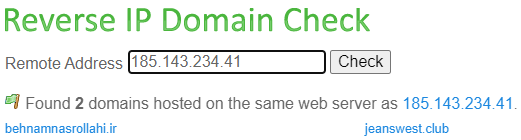 Reverse IP Domain Check
Remote Address 185.143.234.41 Check
Found 2 domains hosted on the same web server as 185.143.234.41.
behnamnasrollahi.ir jeanswest.club